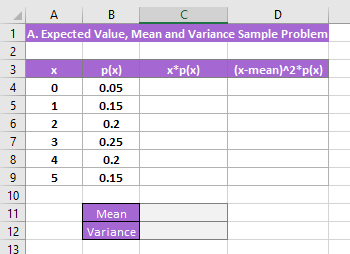 A B C D
1 A. Expected Value, Mean and Variance Sample Problem
2
3 x p(x) x*p(x) (x-mean)^2*p(x)
4 0 0.05
5 1 0.15
6 2 0.2
7 3 0.25
8 4 0.2
9 5 0.15
10
11 Mean
12 Variance
13